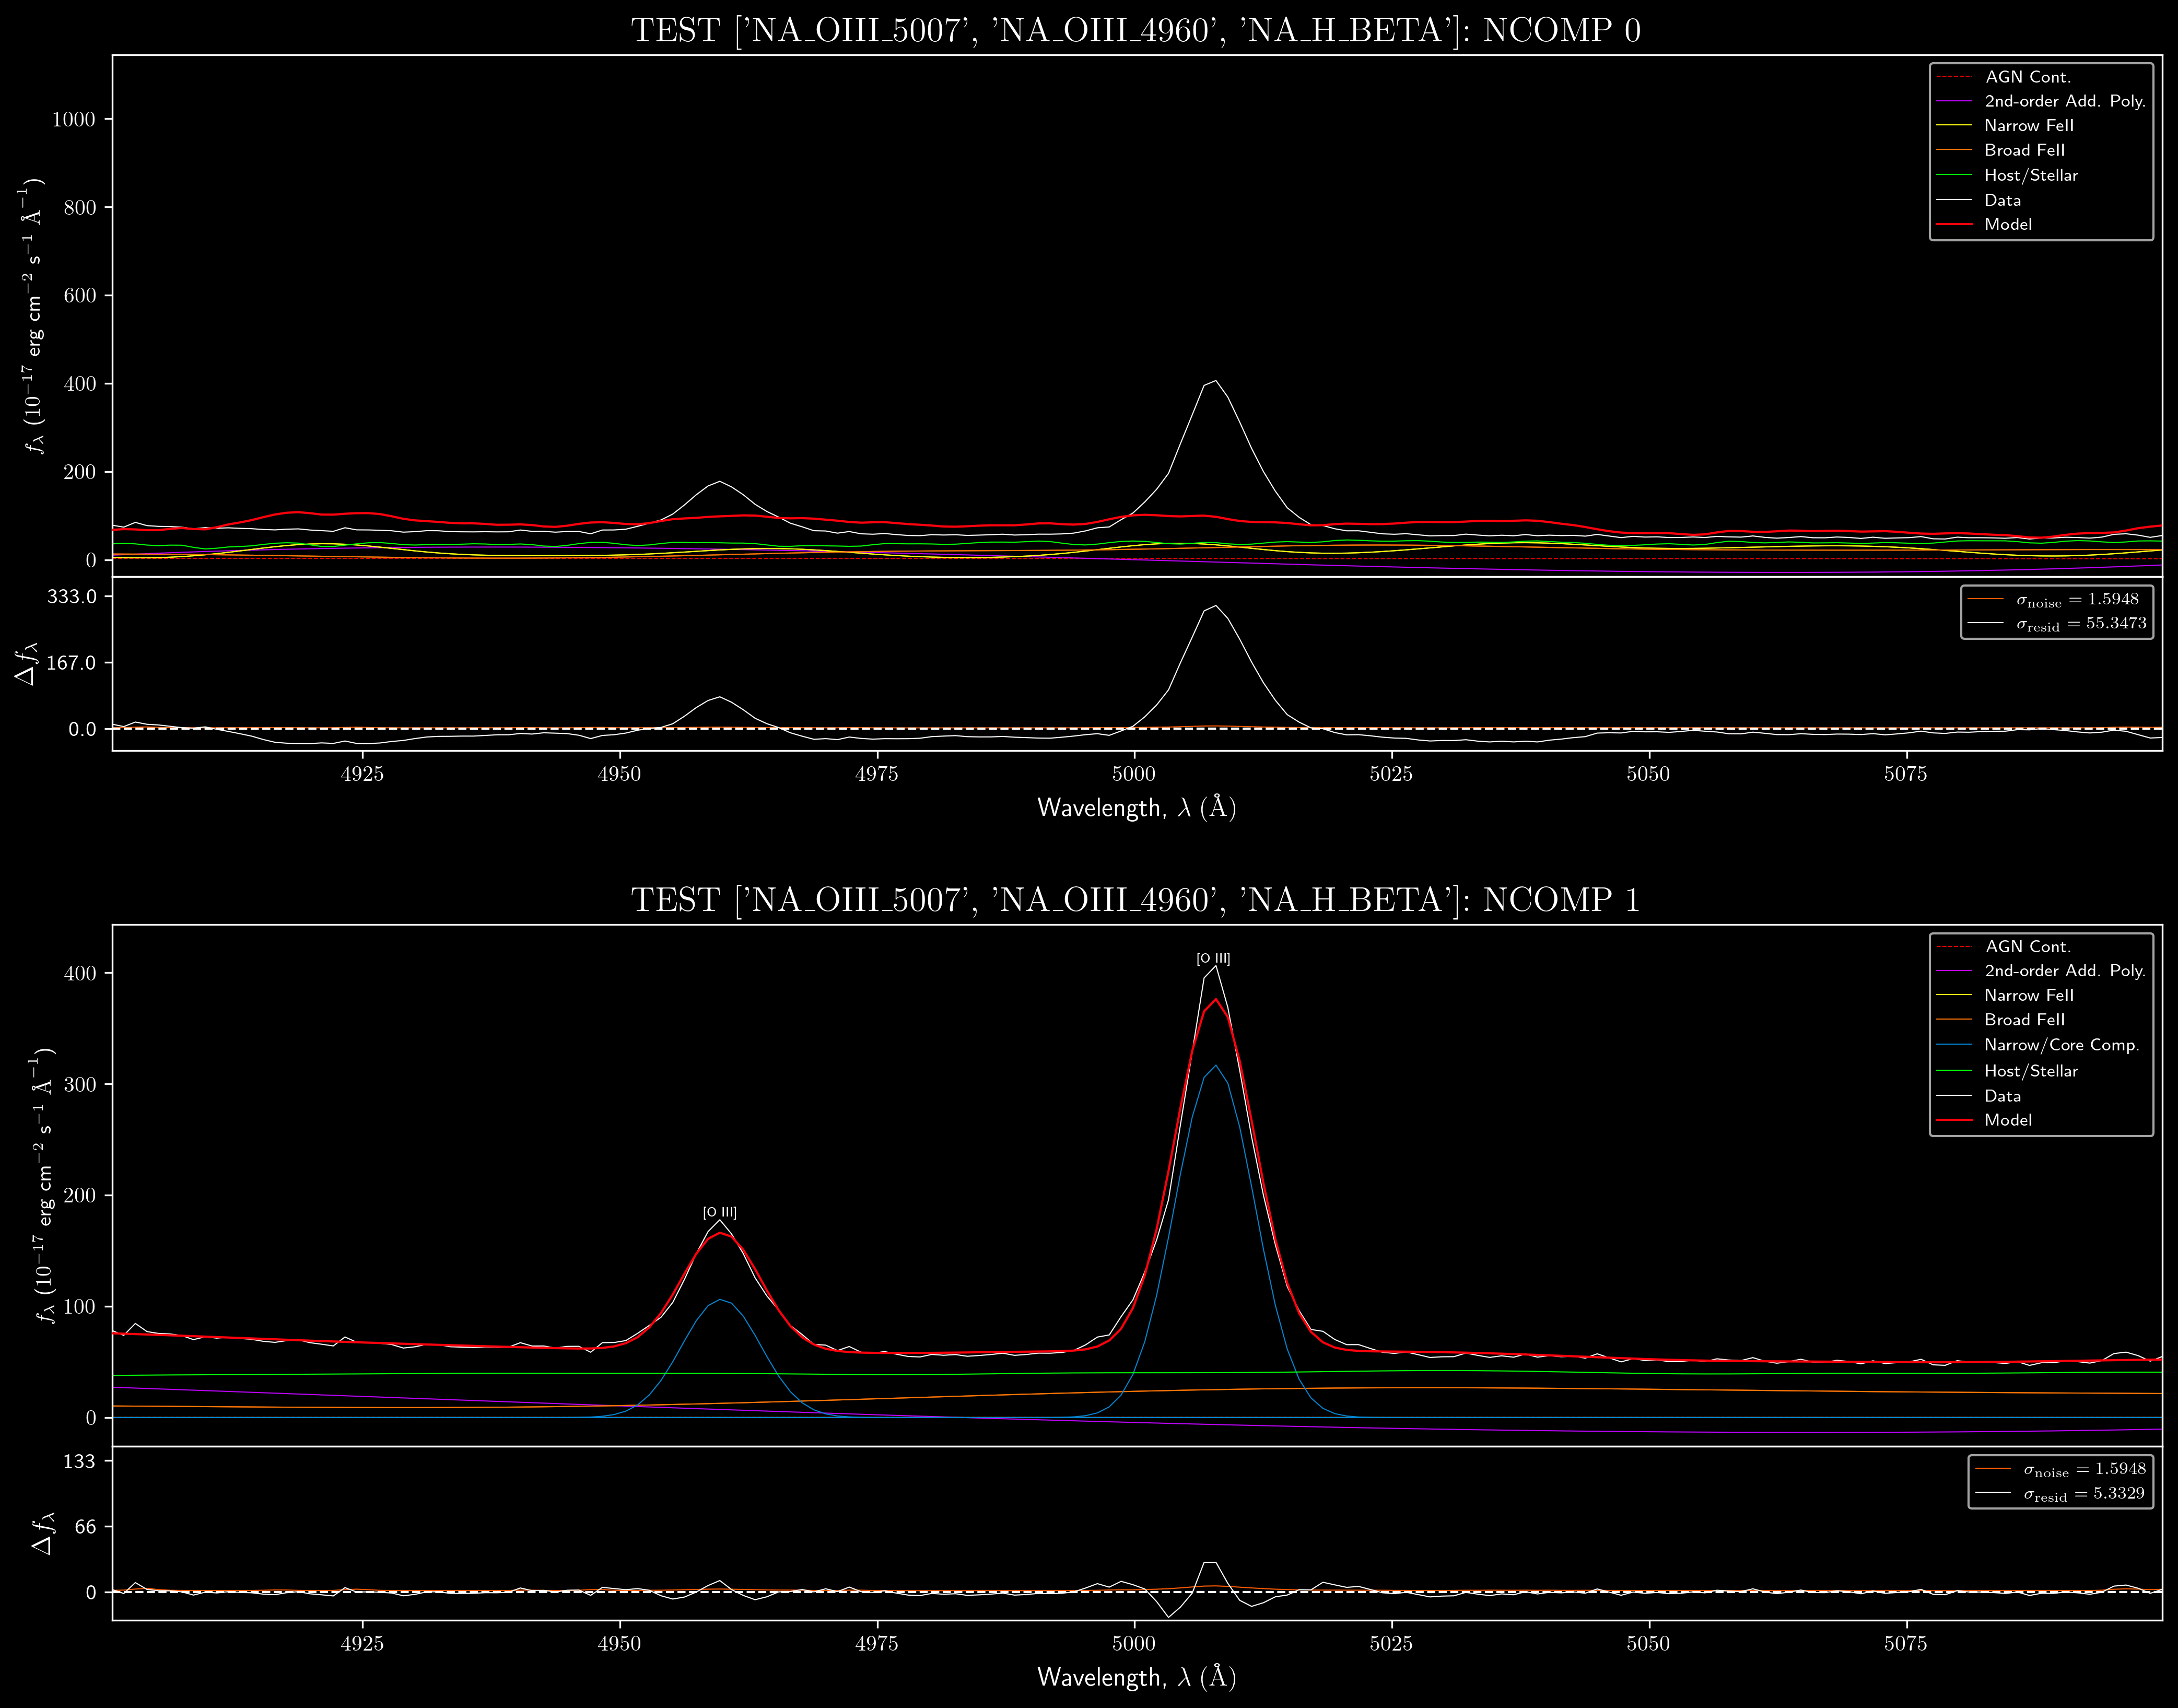 TEST ['NA_OIII_5007', 'NA_OIII_4960', 'NA_H_BETA']: NCOMP 0
AGN Cont.
2nd-order Add. Poly.
Narrow FeII
Broad FeII
Host/Stellar
Data
Model
1000
800
600
400
200
0
fλ (10−17 erg cm−2 s−1 Å−1)
σnoise = 1.5948
σresid = 55.3473
333.0
167.0
0.0
Δfλ
4925 4950 4975 5000 5025 5050 5075
Wavelength, λ (Å)
TEST ['NA_OIII_5007', 'NA_OIII_4960', 'NA_H_BETA']: NCOMP 1
AGN Cont.
2nd-order Add. Poly.
Narrow FeII
Broad FeII
Narrow/Core Comp.
Host/Stellar
Data
Model
[O III]
[O III]
400
300
200
100
0
fλ (10−17 erg cm−2 s−1 Å−1)
σnoise = 1.5948
σresid = 5.3329
133
66
0
Δfλ
4925 4950 4975 5000 5025 5050 5075
Wavelength, λ (Å)